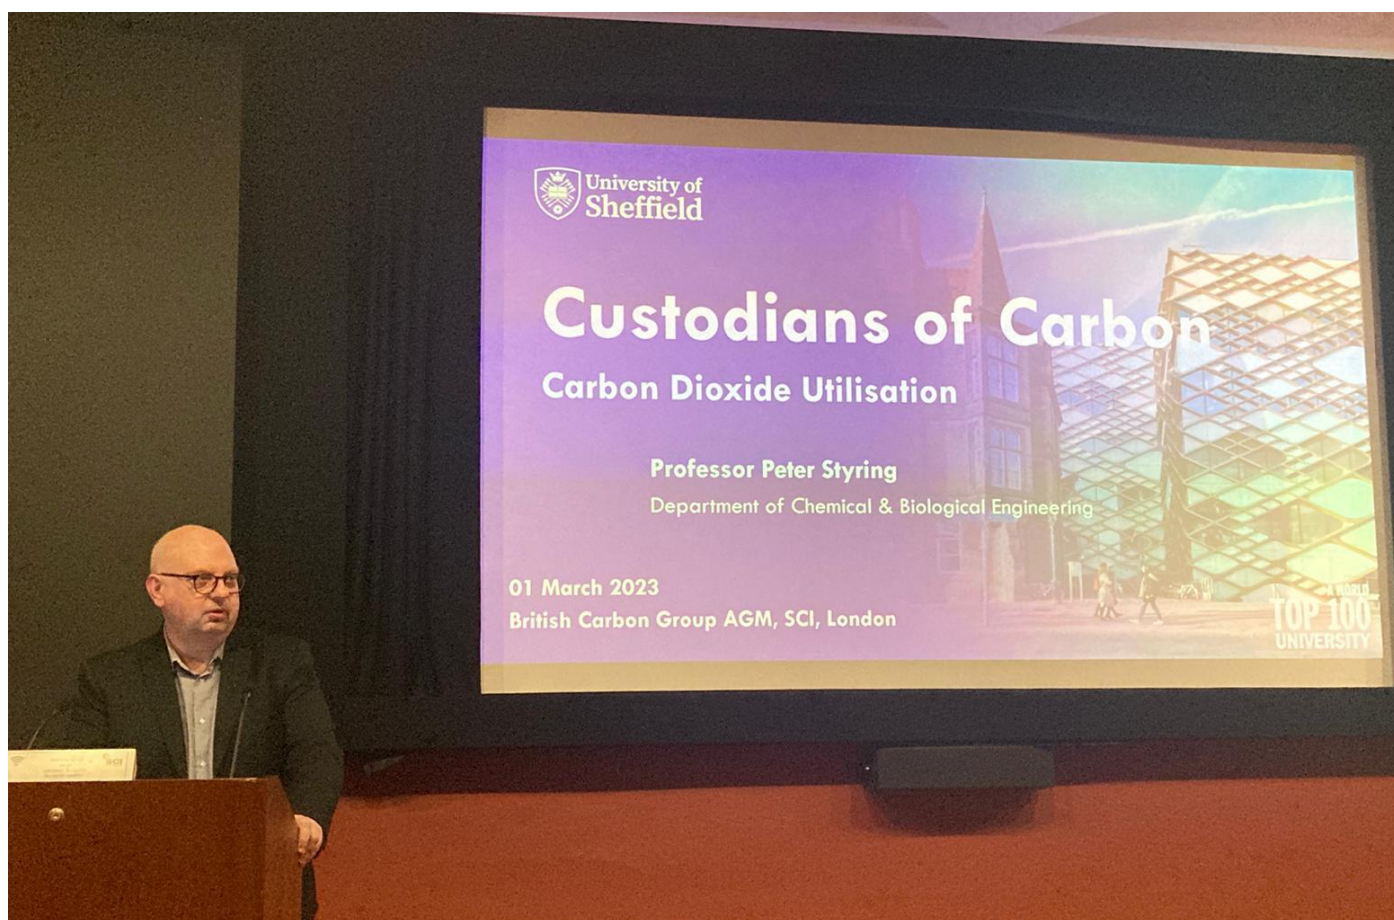 University of
Sheffield
Custodians of Carbon
Carbon Dioxide Utilisation
Professor Peter Styring
Department of Chemical & Biological Engineering
01 March 2023
British Carbon Group AGM, SCI, London
A WORLD
TOP 100
UNIVERSITY